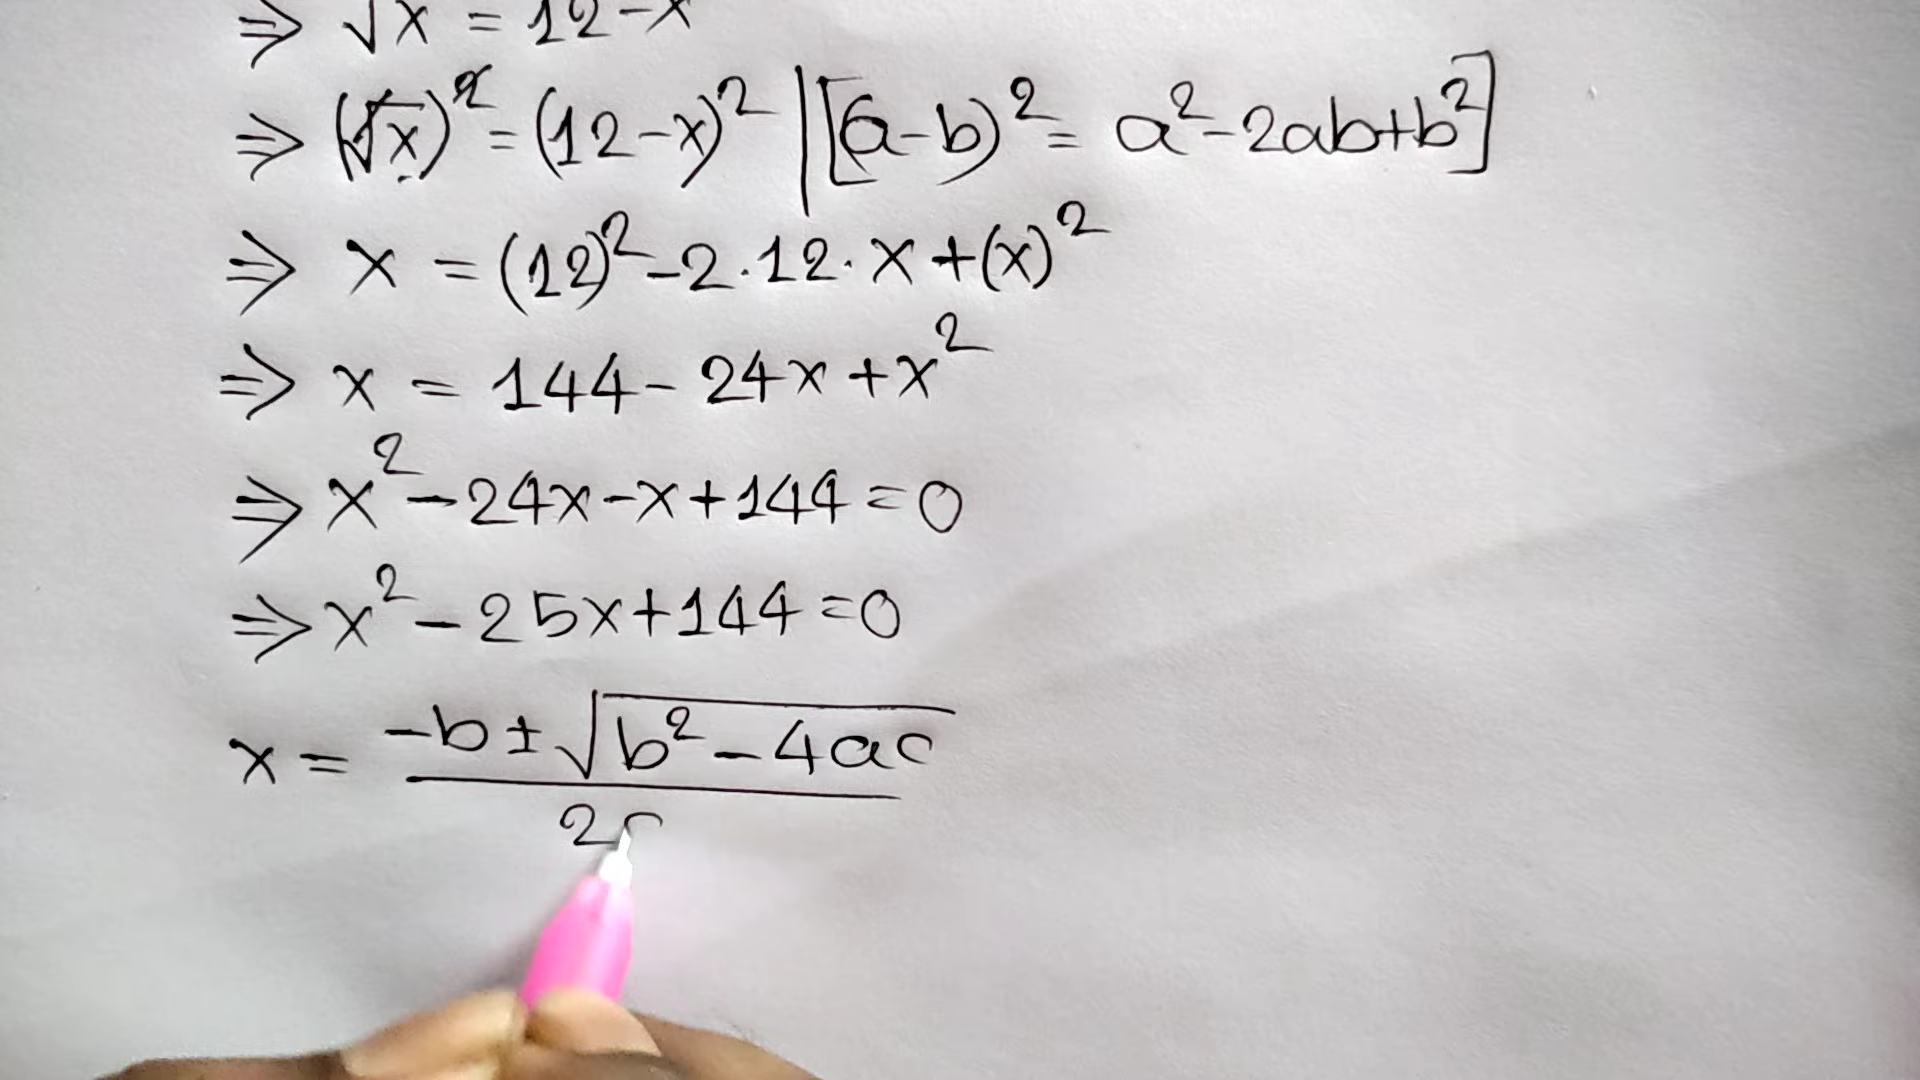 ⇒ √x = 12-x
⇒ (√x)² = (12-x)² | [(a-b)² = a²-2ab+b²]
⇒ x = (12)²-2·12·x+(x)²
⇒ x = 144-24x+x²
⇒ x²-24x-x+144=0
⇒ x²-25x+144=0
x = (-b±√(b²-4ac))/2a